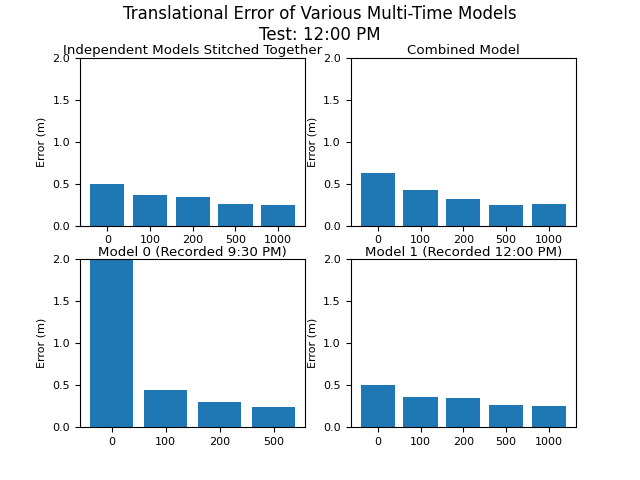 Translational Error of Various Multi-Time Models
Test: 12:00 PM
Independent Models Stitched Together
2.0
1.5
1.0
0.5
0.0
Error (m)
0 100 200 500 1000
Combined Model
2.0
1.5
1.0
0.5
0.0
Error (m)
0 100 200 500 1000
Model 0 (Recorded 9:30 PM)
2.0
1.5
1.0
0.5
0.0
Error (m)
0 100 200 500
Model 1 (Recorded 12:00 PM)
2.0
1.5
1.0
0.5
0.0
Error (m)
0 100 200 500 1000